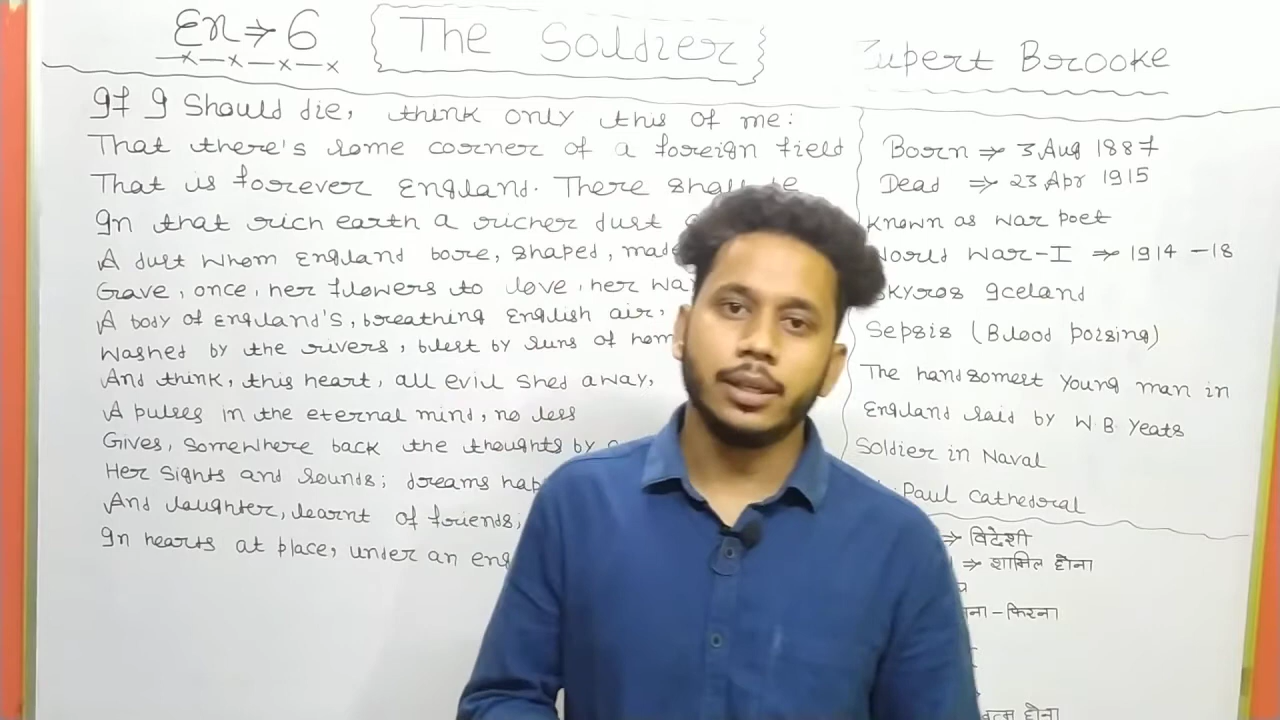 En → 6
The Soldier
Rupert Brooke
If I Should die, think only this of me:
That there's some corner of a foreign field
That is forever England. There shall be
In that rich earth a richer dust
A dust whom England bore, shaped, made
Gave, once, her flowers to love, her wa
A body of England's, breathing English air,
Washed by the rivers, blest by suns of hom
And think, this heart, all evil shed away,
A pulses in the eternal mind, no less
Gives, somewhere back the thoughts by
Her Sights and sounds; dreams hap
And laughter, learnt of friends;
In hearts at place, under an eng
Born ⇒ 3 Aug 1887
Dead ⇒ 23 Apr 1915
Known as war poet
World War-I ⇒ 1914 -18
Skyros Iceland
Sepsis (Blood poising)
The handsomest young man in
England said by W.B Yeats
Soldier in Naval
Paul Cathedral
⇒ विदेशी
⇒ शामिल होना
ना-फिरना
होना